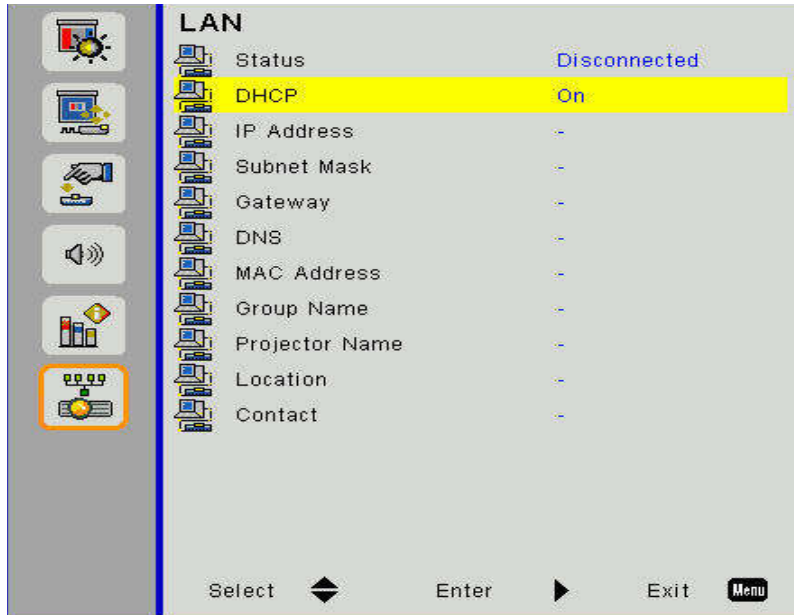 LAN
Status Disconnected
DHCP On
IP Address -
Subnet Mask -
Gateway -
DNS -
MAC Address -
Group Name -
Projector Name -
Location -
Contact -
Select Enter Exit Menu